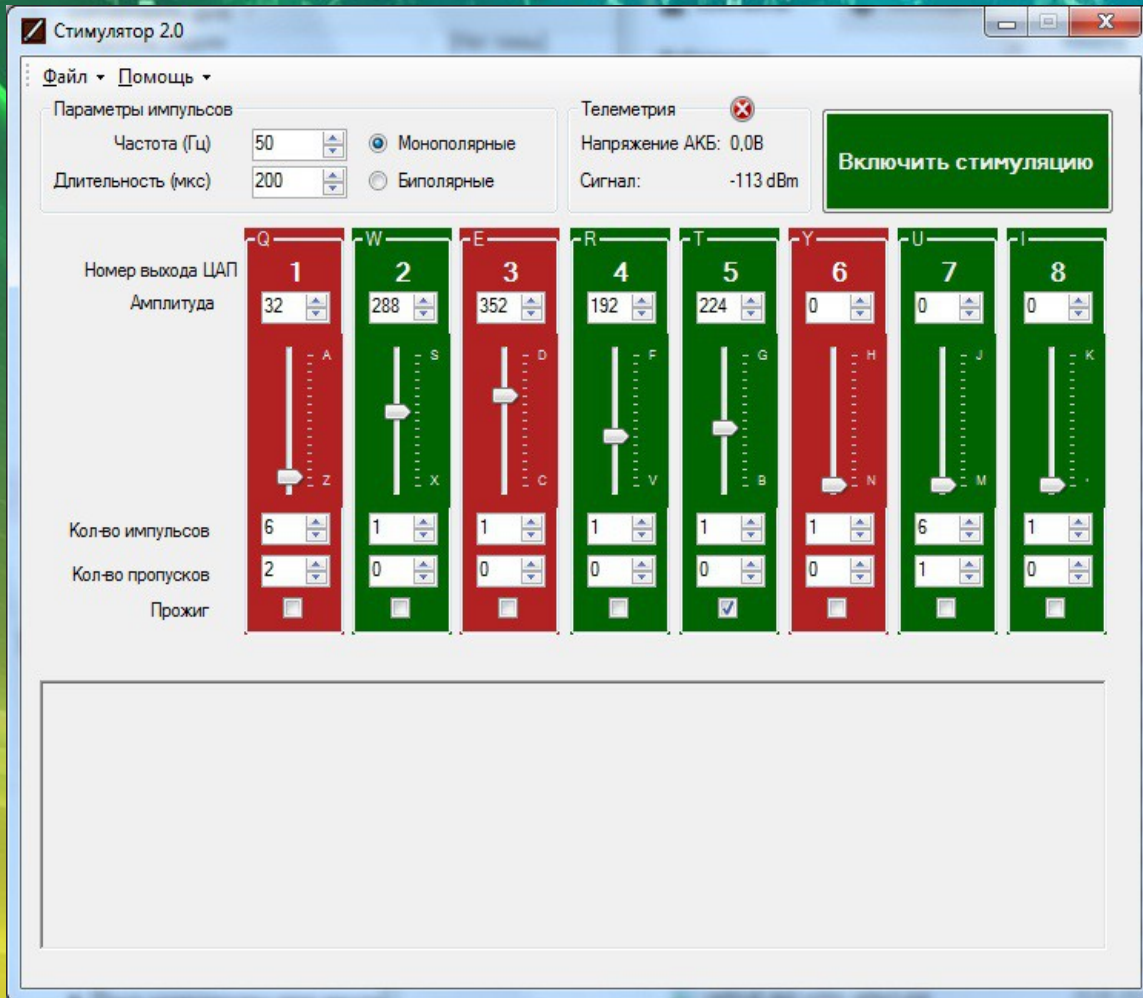 Стимулятор 2.0
Файл Помощь
Параметры импульсов
Частота (Гц) 50 Монополярные
Длительность (мкс) 200 Биполярные
Телеметрия
Напряжение АКБ: 0,0В
Сигнал: -113 dBm
Включить стимуляцию
Q W E R T Y U I
Номер выхода ЦАП 1 2 3 4 5 6 7 8
Амплитуда 32 288 352 192 224 0 0 0
A S D F G H J K
Z X C V B N M
Кол-во импульсов 6 1 1 1 1 1 6 1
Кол-во пропусков 2 0 0 0 0 0 1 0
Прожиг